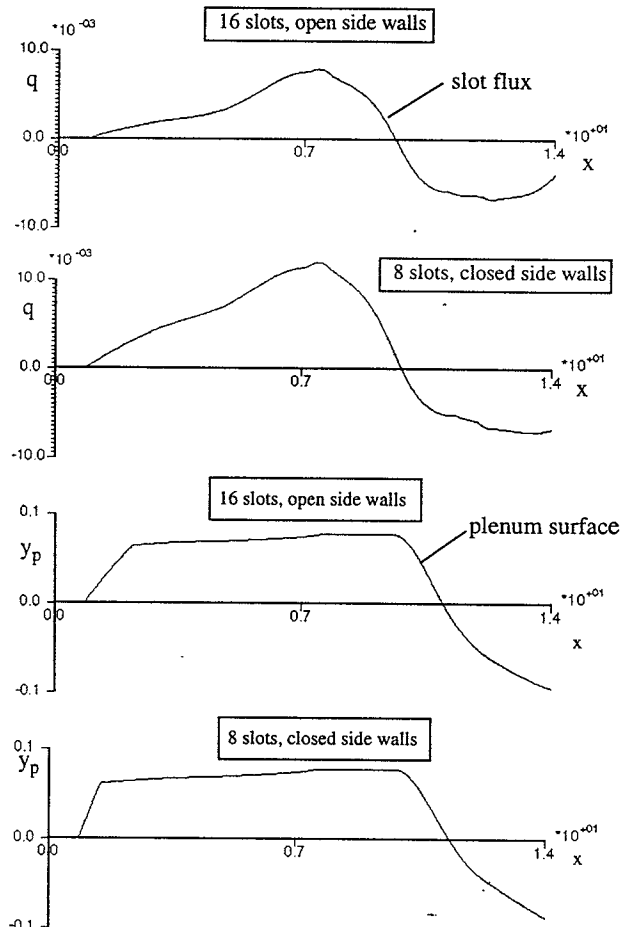 16 slots, open side walls
*10 -03
10.0
q
slot flux
0.0
0.0
0.7
1.4
*10+01
x
-10.0
*10 -03
10.0
8 slots, closed side walls
q
0.0
0.0
0.7
1.4
*10+01
x
-10.0
16 slots, open side walls
0.1
plenum surface
yp
0.0
0.0
0.7
1.4
*10+01
x
-0.1
8 slots, closed side walls
0.1
yp
0.0
0.0
0.7
1.4
*10+01
x
-0.1